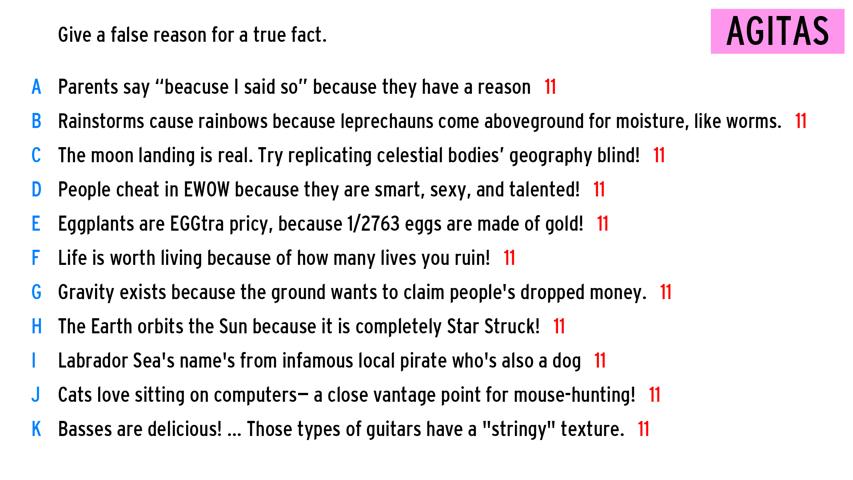 Give a false reason for a true fact.
AGITAS
A Parents say “beacuse I said so” because they have a reason 11
B Rainstorms cause rainbows because leprechauns come aboveground for moisture, like worms. 11
C The moon landing is real. Try replicating celestial bodies’ geography blind! 11
D People cheat in EWOW because they are smart, sexy, and talented! 11
E Eggplants are EGGtra pricy, because 1/2763 eggs are made of gold! 11
F Life is worth living because of how many lives you ruin! 11
G Gravity exists because the ground wants to claim people's dropped money. 11
H The Earth orbits the Sun because it is completely Star Struck! 11
I Labrador Sea's name's from infamous local pirate who's also a dog 11
J Cats love sitting on computers— a close vantage point for mouse-hunting! 11
K Basses are delicious! ... Those types of guitars have a "stringy" texture. 11